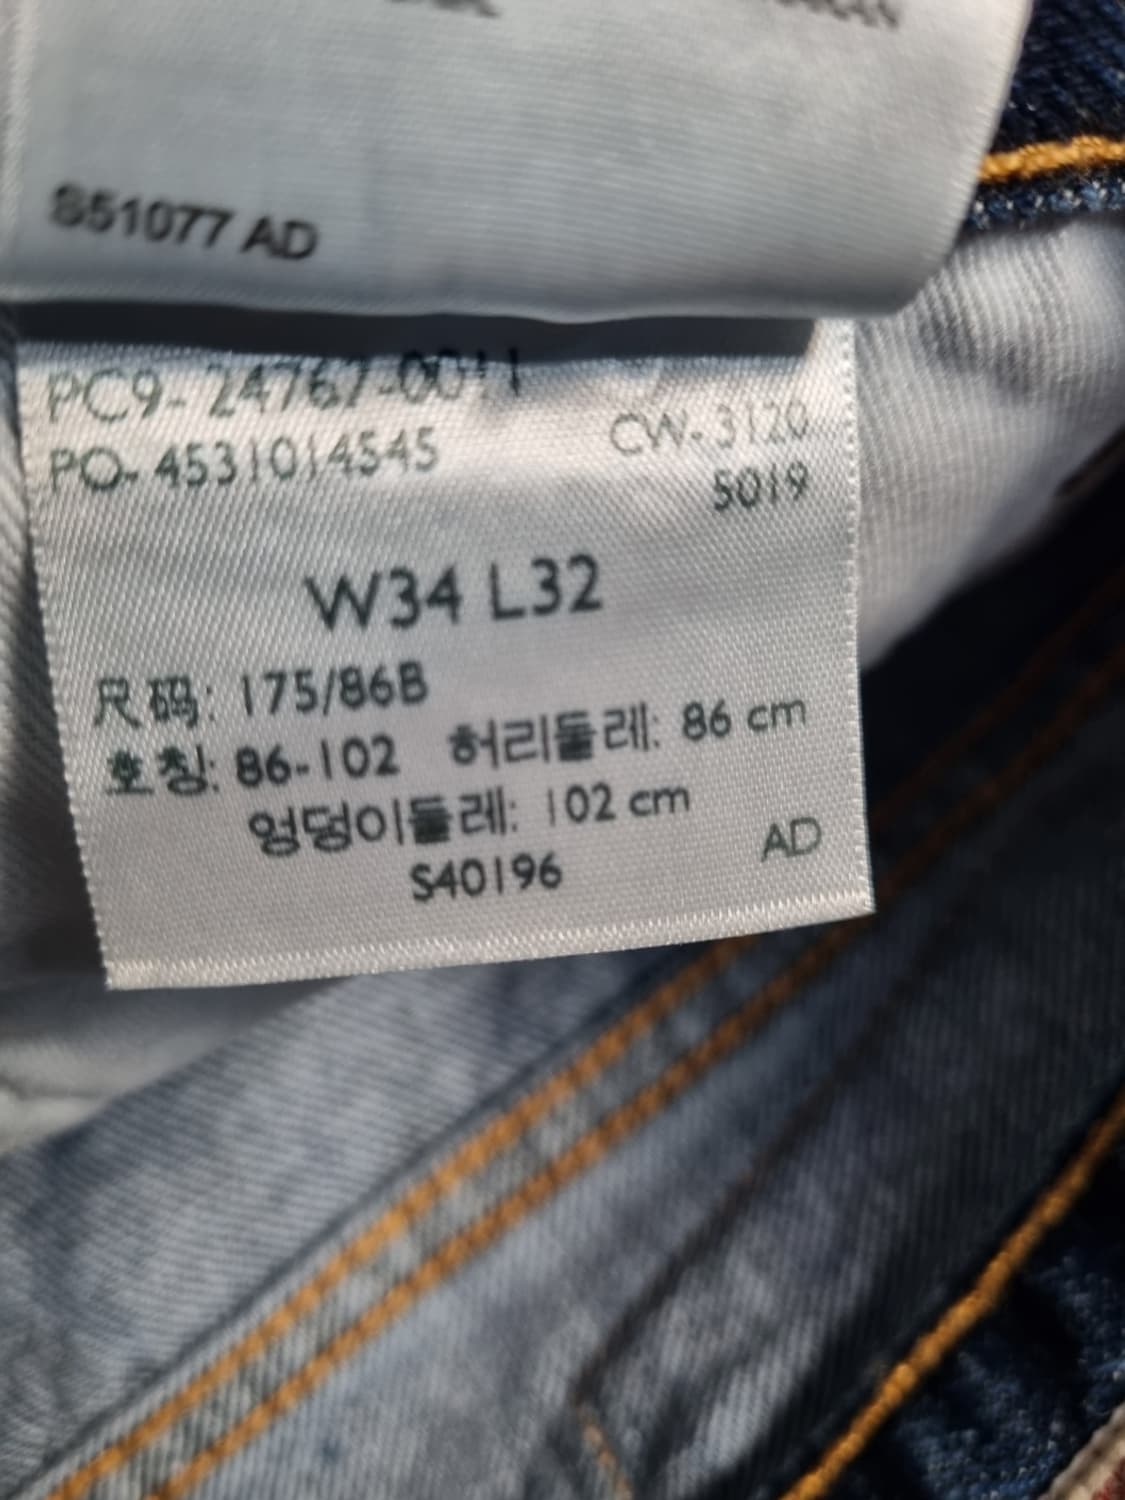 S51077 AD
PC9- 24767-0011
PO- 4531014545 CW- 3120
5019
W34 L32
尺码: 175/86B
호칭: 86-102 허리둘레: 86 cm
엉덩이둘레: 102 cm
AD
S40196